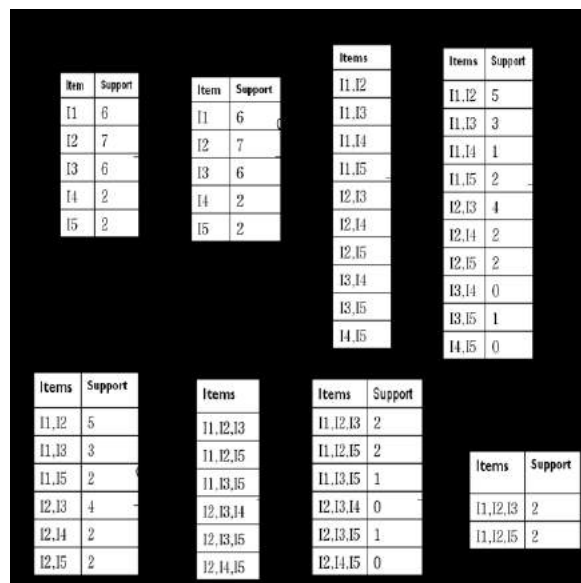 Item Support
I1 6
I2 7
I3 6
I4 2
I5 2
Item Support
I1 6
I2 7
I3 6
I4 2
I5 2
Items
I1,I2
I1,I3
I1,I4
I1,I5
I2,I3
I2,I4
I2,I5
I3,I4
I3,I5
I4,I5
Items Support
I1,I2 5
I1,I3 3
I1,I4 1
I1,I5 2
I2,I3 4
I2,I4 2
I2,I5 2
I3,I4 0
I3,I5 1
I4,I5 0
Items Support
I1,I2 5
I1,I3 3
I1,I5 2
I2,I3 4
I2,I4 2
I2,I5 2
Items
I1,I2,I3
I1,I2,I5
I1,I3,I5
I2,I3,I4
I2,I3,I5
I2,I4,I5
Items Support
I1,I2,I3 2
I1,I2,I5 2
I1,I3,I5 1
I2,I3,I4 0
I2,I3,I5 1
I2,I4,I5 0
Items Support
I1,I2,I3 2
I1,I2,I5 2